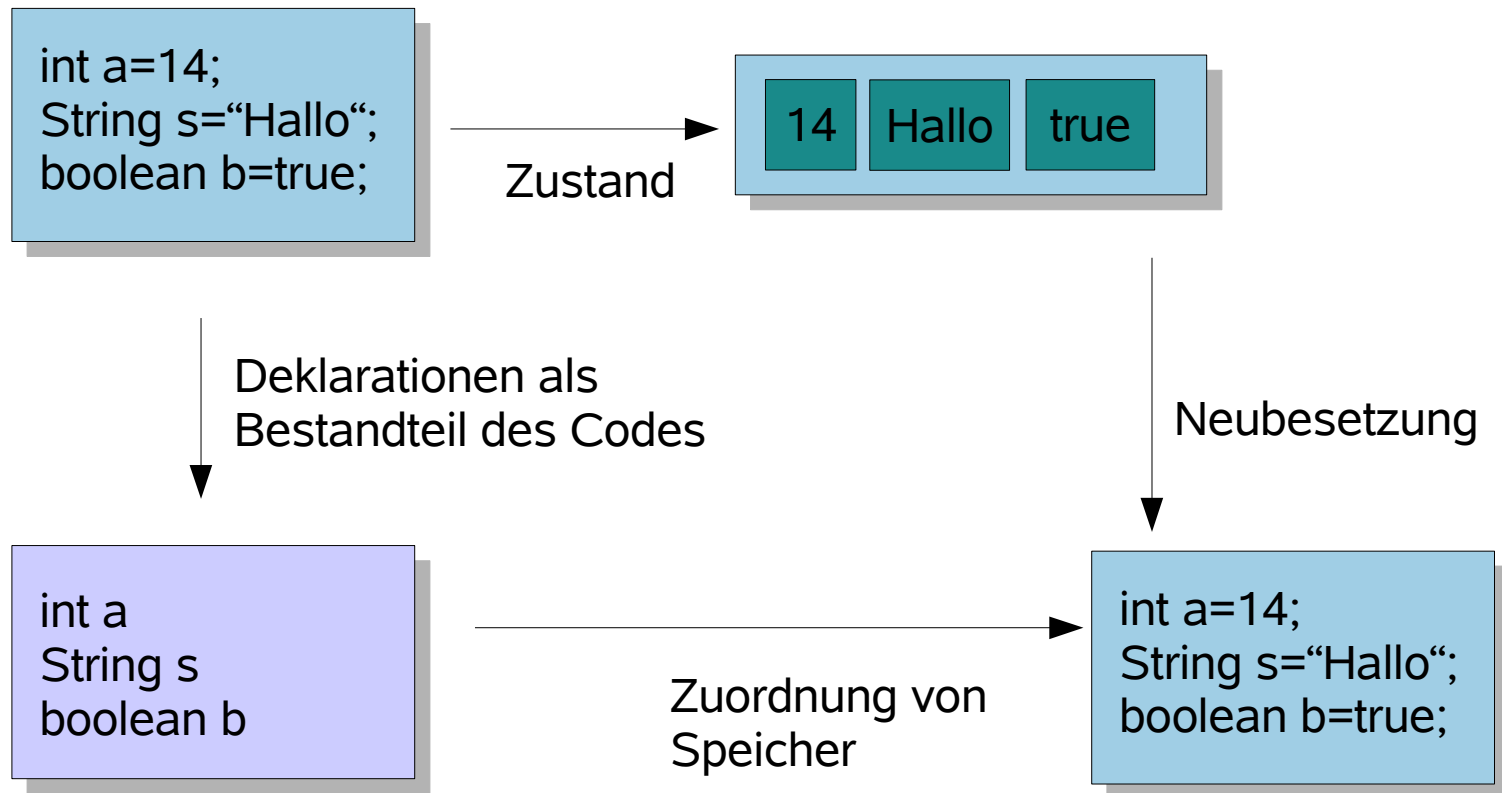 int a=14;
String s=“Hallo“;
boolean b=true;
14 Hallo true
Zustand
Deklarationen als
Bestandteil des Codes
Neubesetzung
int a
String s
boolean b
Zuordnung von
Speicher
int a=14;
String s=“Hallo“;
boolean b=true;